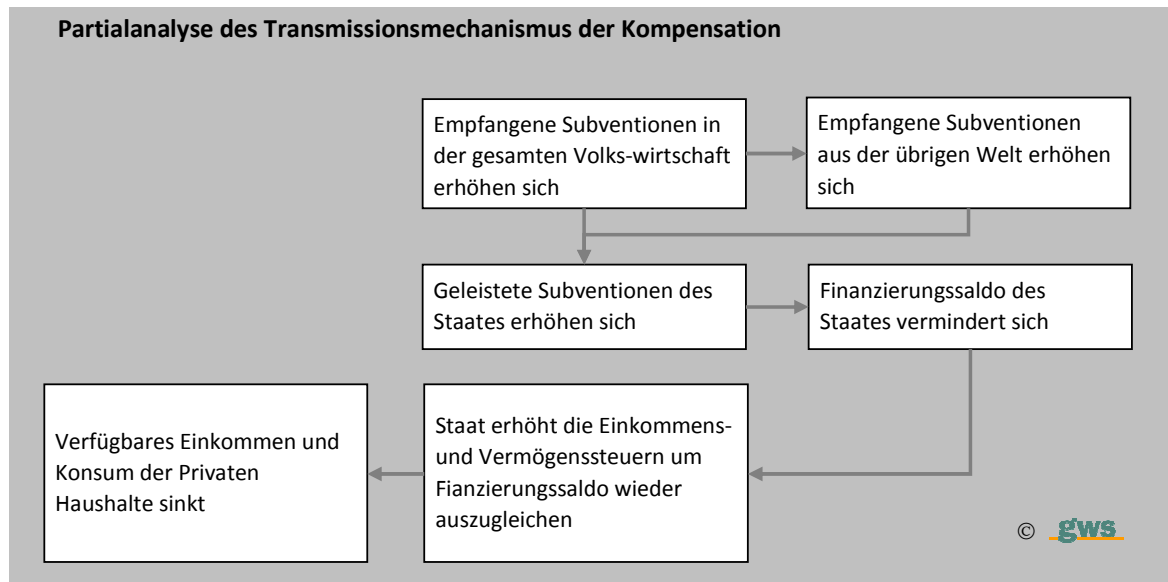 Partialanalyse des Transmissionsmechanismus der Kompensation
Empfangene Subventionen in
der gesamten Volks-wirtschaft
erhöhen sich
Empfangene Subventionen
aus der übrigen Welt erhöhen
sich
Geleistete Subventionen des
Staates erhöhen sich
Finanzierungssaldo des
Staates vermindert sich
Verfügbares Einkommen und
Konsum der Privaten
Haushalte sinkt
Staat erhöht die Einkommens-
und Vermögenssteuern um
Fianzierungssaldo wieder
auszugleichen
© gws